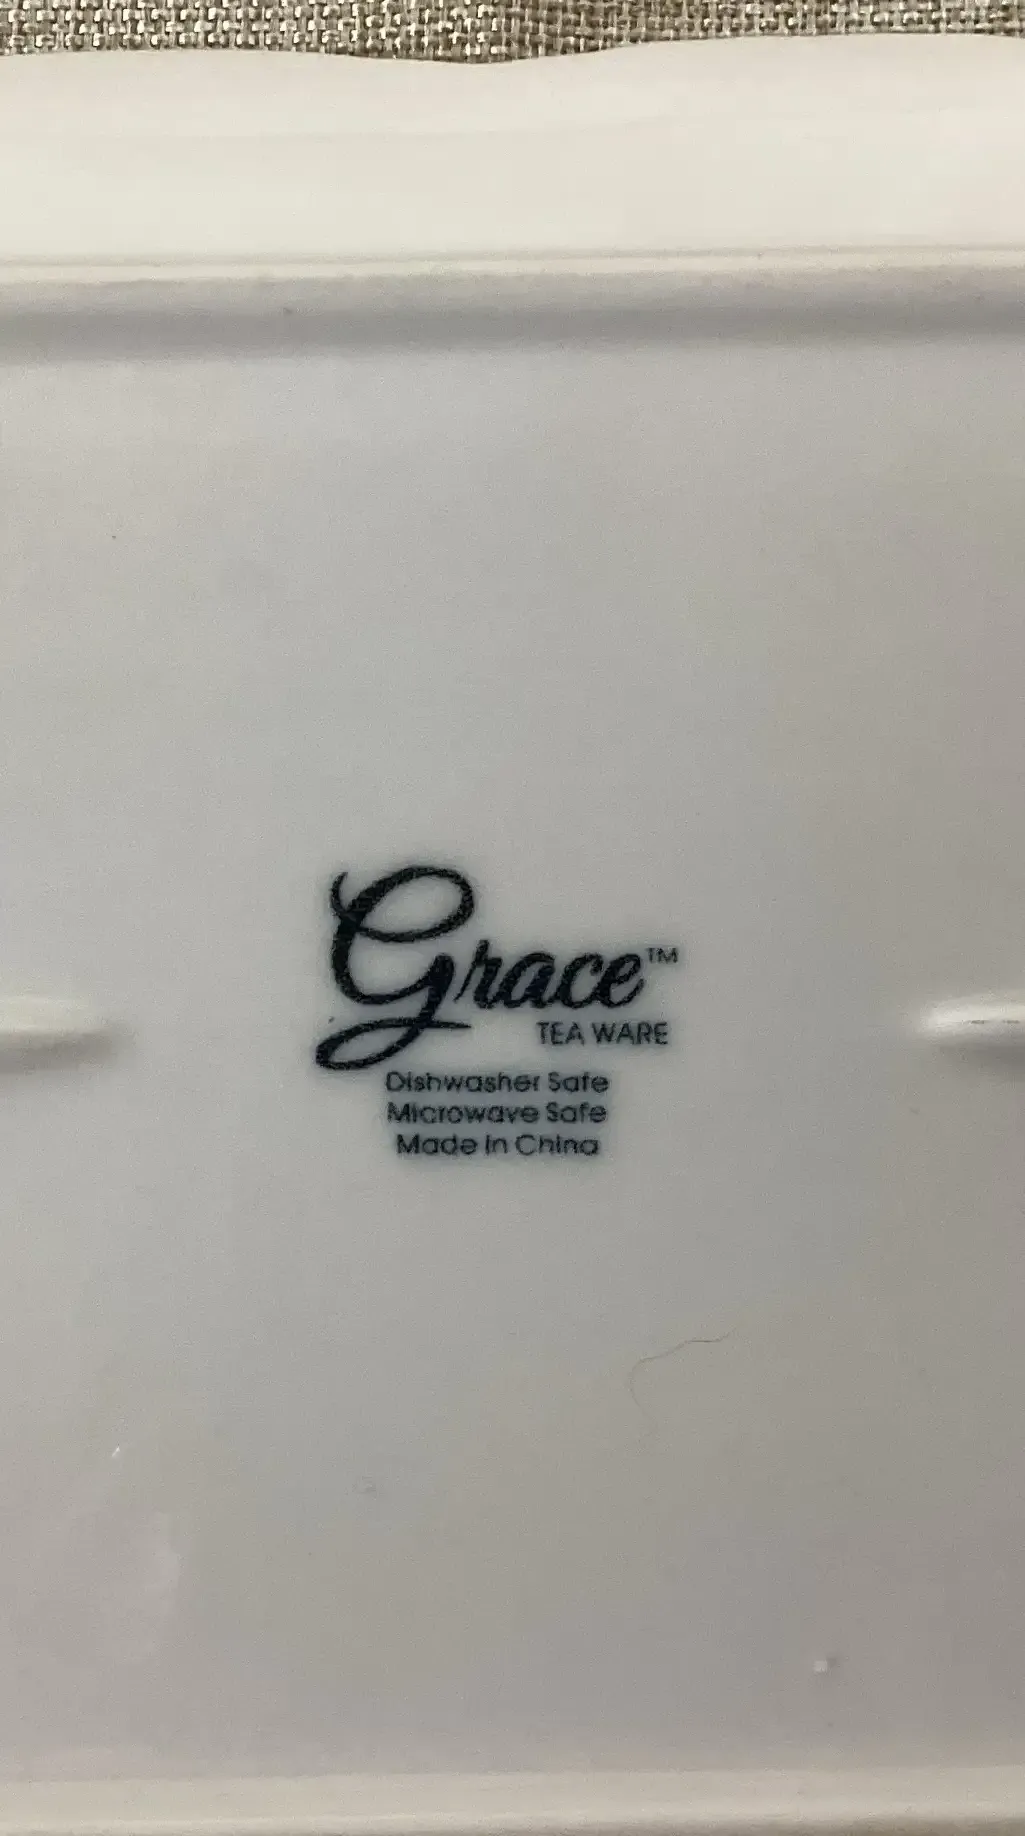 Grace™
TEA WARE
Dishwasher Safe
Microwave Safe
Made in China